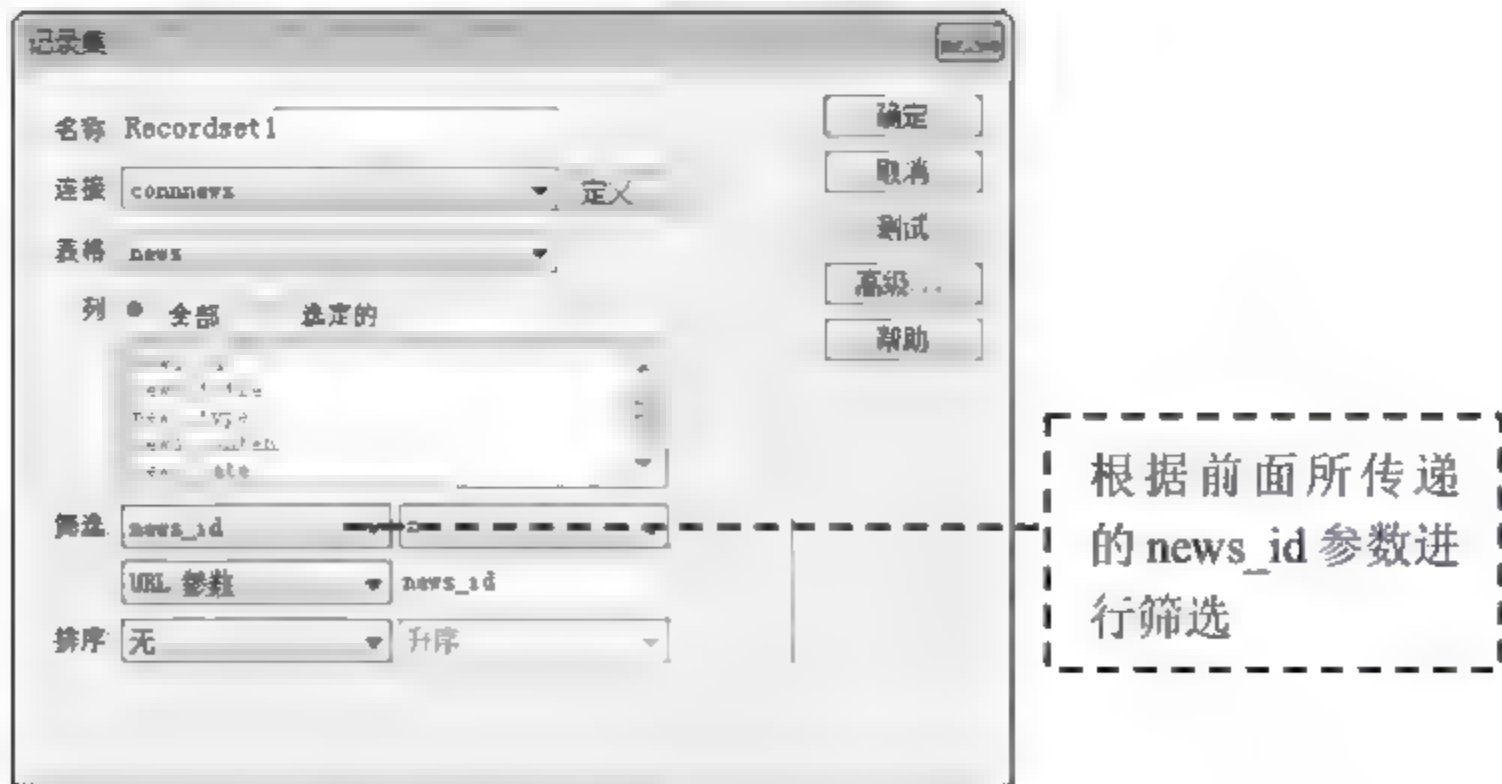 记录集
名称 Recordset1
确定
连接 connnews 定义
取消
表格 news
测试
列 全部 选定的
高级...
帮助
筛选 news_id =
URL 参数 news_id
排序 无 升序
根据前面所传递
的 news_id 参数进
行筛选